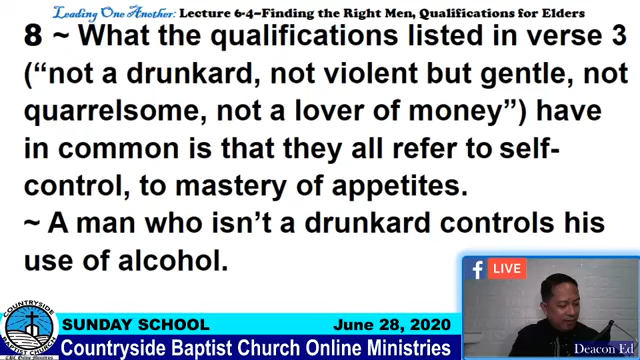 Leading One Another: Lecture 6-4~Finding the Right Men, Qualifications for Elders
8 ~ What the qualifications listed in verse 3
(“not a drunkard, not violent but gentle, not
quarrelsome, not a lover of money”) have
in common is that they all refer to self-
control, to mastery of appetites.
~ A man who isn’t a drunkard controls his
use of alcohol.
f LIVE
COUNTRYSIDE
BAPTIST CHURCH
SUNDAY SCHOOL June 28, 2020
Countryside Baptist Church Online Ministries
Deacon Ed